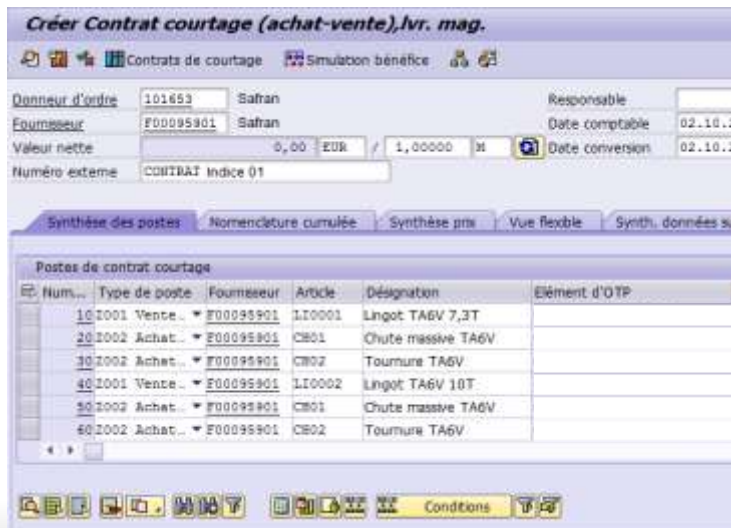 Créer Contrat courtage (achat-vente),lvr. mag.
Contrats de courtage Simulation bénéfice
Donneur d'ordre 101653 Safran Responsable
Fournisseur F00095901 Safran Date comptable 02.10.2
Valeur nette 0,00 EUR / 1,00000 M Date conversion 02.10.2
Numéro externe CONTRAT Indice 01
Synthèse des postes Nomenclature cumulée Synthèse prix Vue flexible Synth. données su
Postes de contrat courtage
Num... Type de poste Fournisseur Article Désignation Elément d'OTP
10 Z001 Vente.. F00095901 LI0001 Lingot TA6V 7,3T
20 Z002 Achat.. F00095901 CH01 Chute massive TA6V
30 Z002 Achat.. F00095901 CH02 Tournure TA6V
40 Z001 Vente.. F00095901 LI0002 Lingot TA6V 10T
50 Z002 Achat.. F00095901 CH01 Chute massive TA6V
60 Z002 Achat.. F00095901 CH02 Tournure TA6V
Conditions